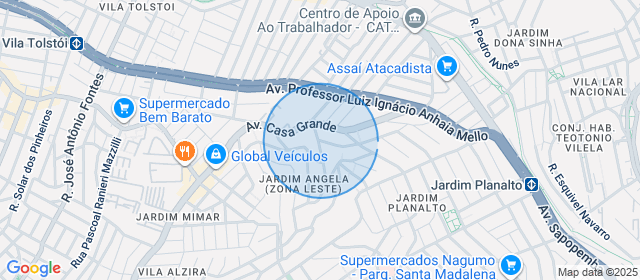 VILA TOLSTOI
Vila Tolstói
Centro de Apoio
Ao Trabalhador - CAT...
R. Pedro Nunes
JARDIM
DONA SINHA
Assaí Atacadista
Av. Professor Luiz Ignácio Anhaia Mello
VILA LAR
NACIONAL
Supermercado
Bem Barato
Av. Casa Grande
Global Veículos
CONJ. HAB.
TEOTONIO
VILELA
R. Solar dos Pinheiros
R. José Antônio Fontes
Rua Pascoal Ranieri Mazzilli
JARDIM ANGELA
(ZONA LESTE)
Jardim Planalto
R. Esquivel Navarro
JARDIM
PLANALTO
JARDIM MIMAR
Av. Sapopemb
Supermercados Nagumo
- Parq. Santa Madalena
VILA ALZIRA
Google
Map data ©2025